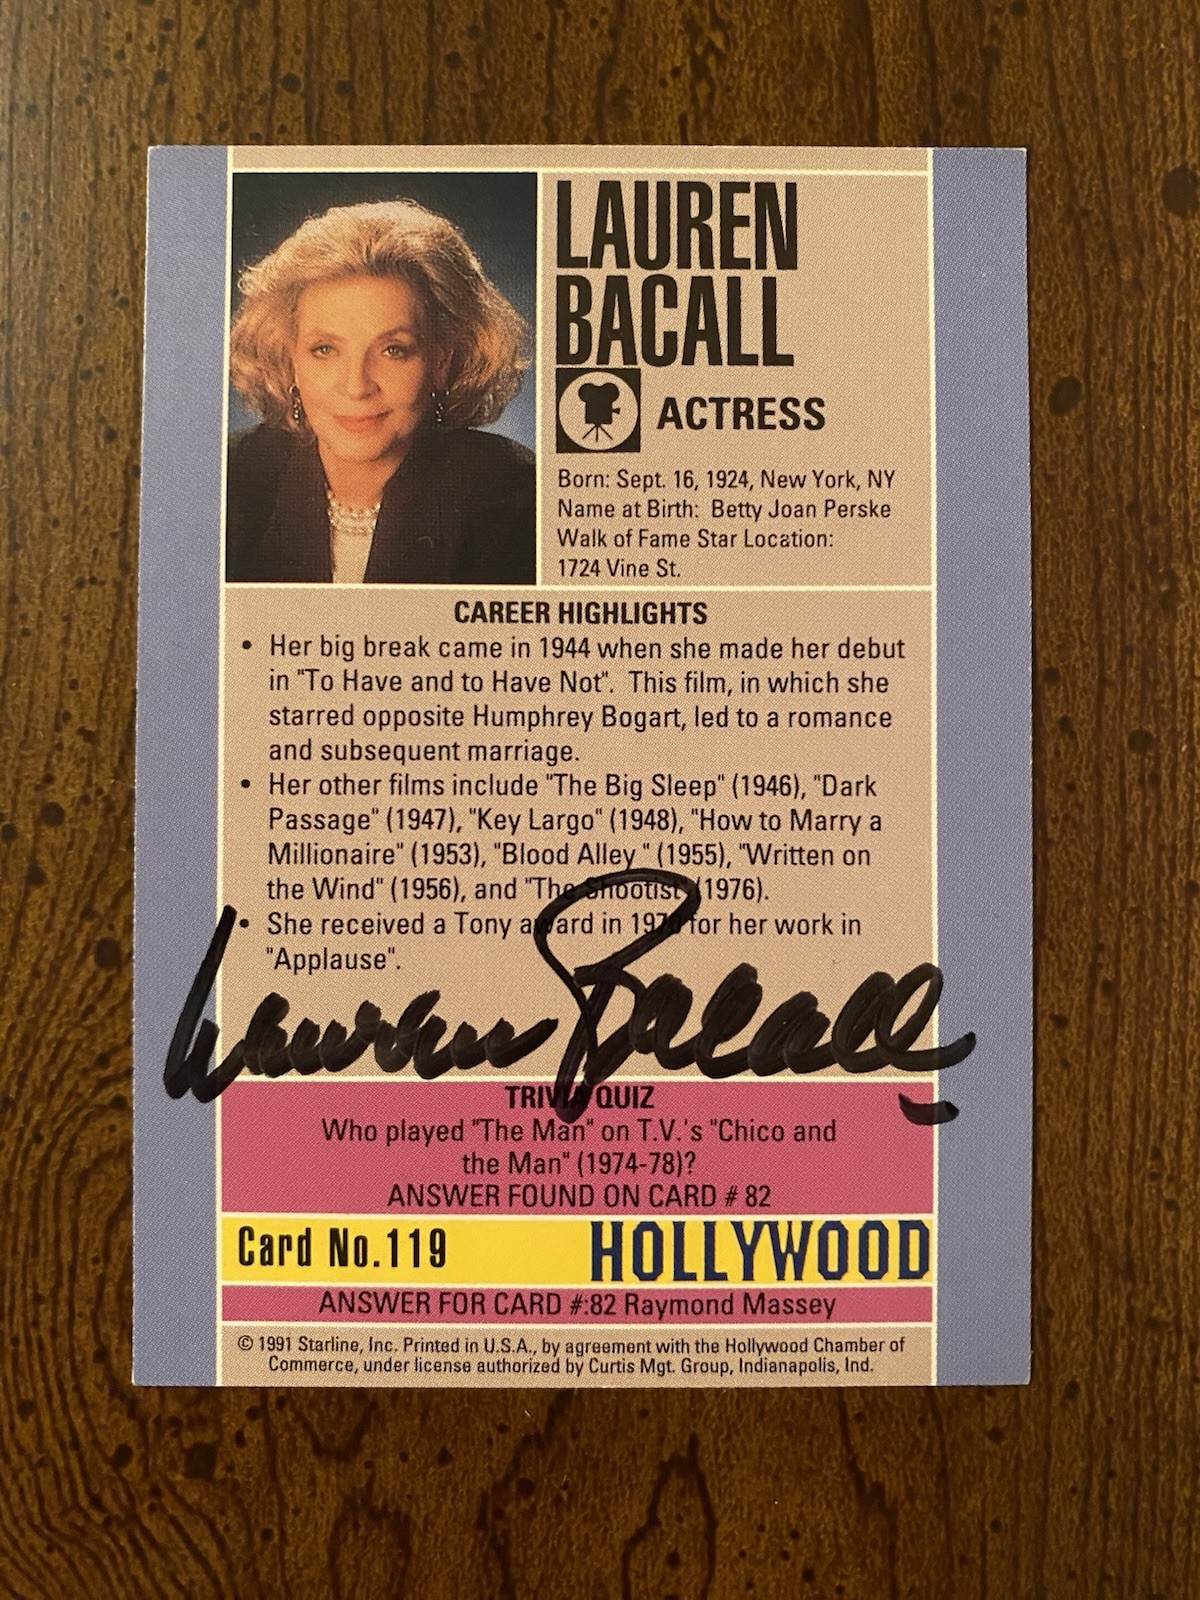 LAUREN
BACALL
ACTRESS
Born: Sept. 16, 1924, New York, NY
Name at Birth: Betty Joan Perske
Walk of Fame Star Location:
1724 Vine St.
CAREER HIGHLIGHTS
• Her big break came in 1944 when she made her debut
in "To Have and to Have Not". This film, in which she
starred opposite Humphrey Bogart, led to a romance
and subsequent marriage.
• Her other films include "The Big Sleep" (1946), "Dark
Passage" (1947), "Key Largo" (1948), "How to Marry a
Millionaire" (1953), "Blood Alley " (1955), "Written on
the Wind" (1956), and "The Shootist" (1976).
• She received a Tony award in 1970 for her work in
"Applause".
Lauren Bacall
TRIVIA QUIZ
Who played "The Man" on T.V.'s "Chico and
the Man" (1974-78)?
ANSWER FOUND ON CARD # 82
Card No.119
HOLLYWOOD
ANSWER FOR CARD #:82 Raymond Massey
© 1991 Starline, Inc. Printed in U.S.A., by agreement with the Hollywood Chamber of
Commerce, under license authorized by Curtis Mgt. Group, Indianapolis, Ind.